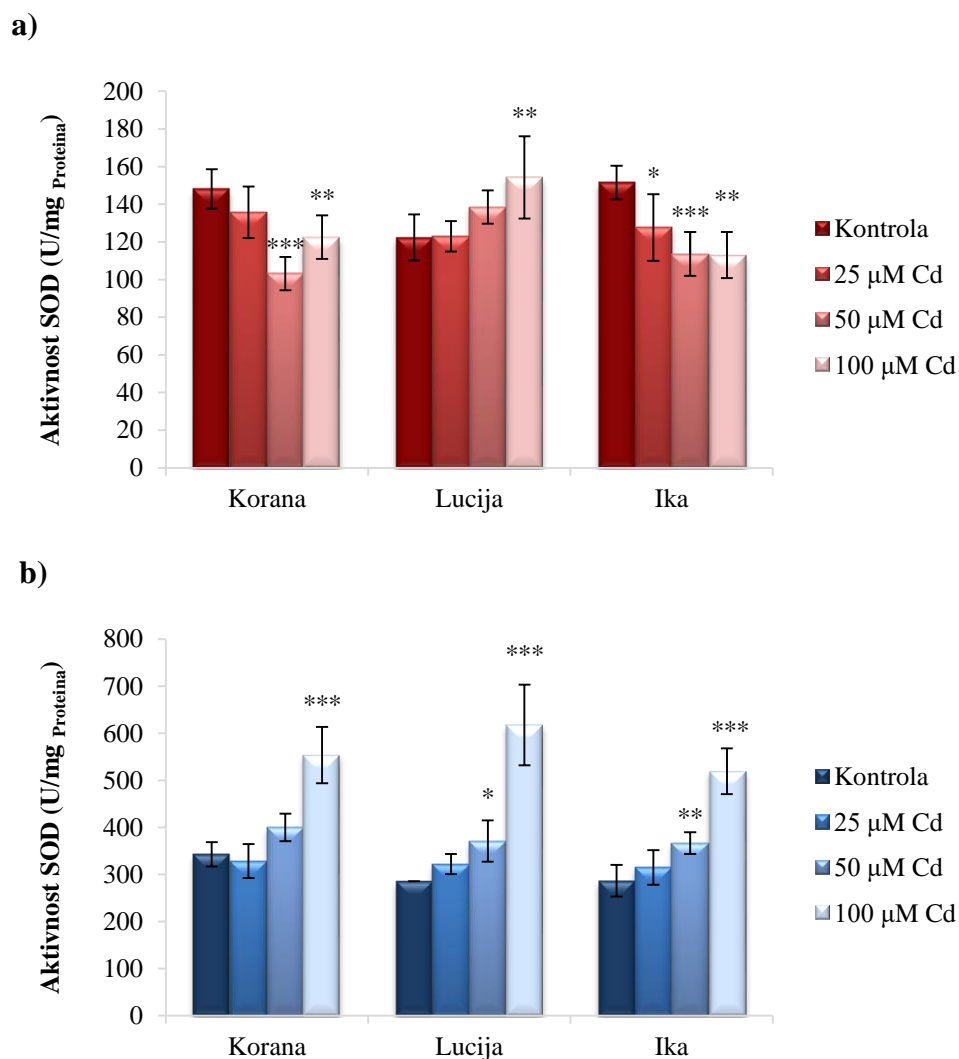 a)
Aktivnost SOD (U/mg Proteina)
200
180
160
140
120
100
80
60
40
20
0
***
**
**
*
***
**
Korana
Lucija
Ika
Kontrola
25 µM Cd
50 µM Cd
100 µM Cd
b)
Aktivnost SOD (U/mg Proteina)
800
700
600
500
400
300
200
100
0
***
*
***
**
***
Korana
Lucija
Ika
Kontrola
25 µM Cd
50 µM Cd
100 µM Cd